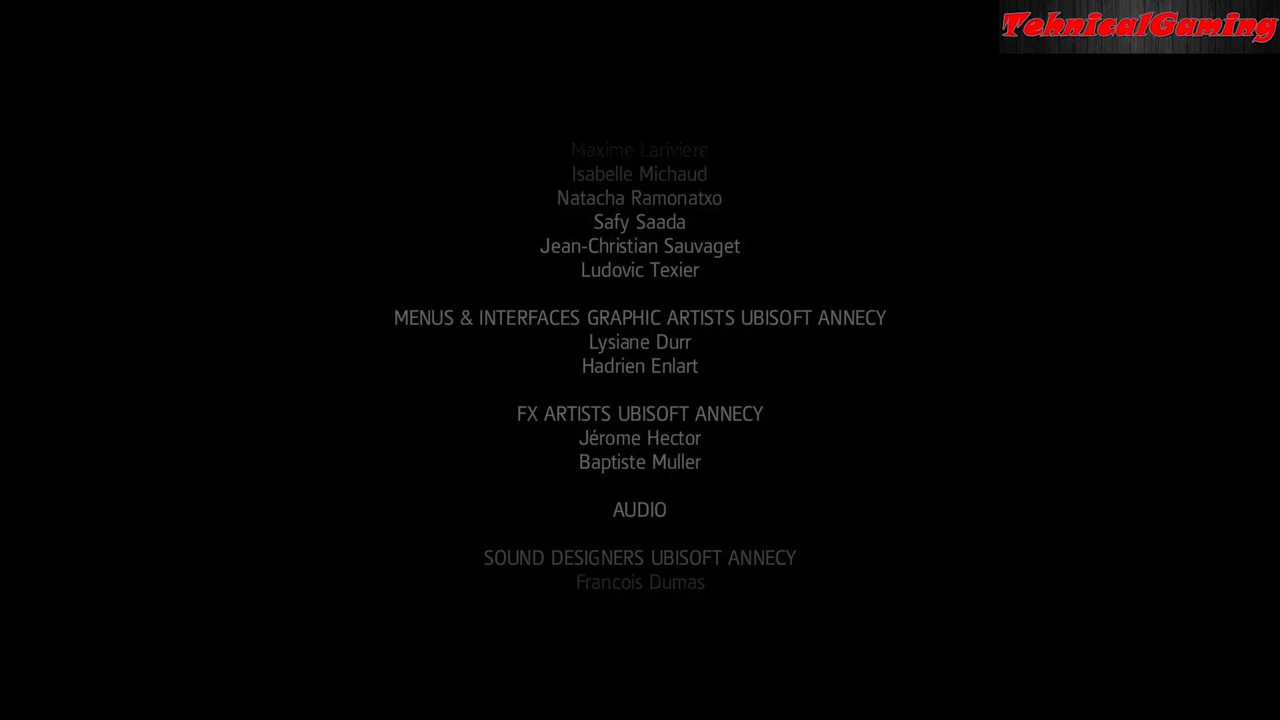 TehnicalGaming
Maxime Lariviere
Isabelle Michaud
Natacha Ramonatxo
Safy Saada
Jean-Christian Sauvaget
Ludovic Texier
MENUS & INTERFACES GRAPHIC ARTISTS UBISOFT ANNECY
Lysiane Durr
Hadrien Enlart
FX ARTISTS UBISOFT ANNECY
Jérome Hector
Baptiste Muller
AUDIO
SOUND DESIGNERS UBISOFT ANNECY
Francois Dumas